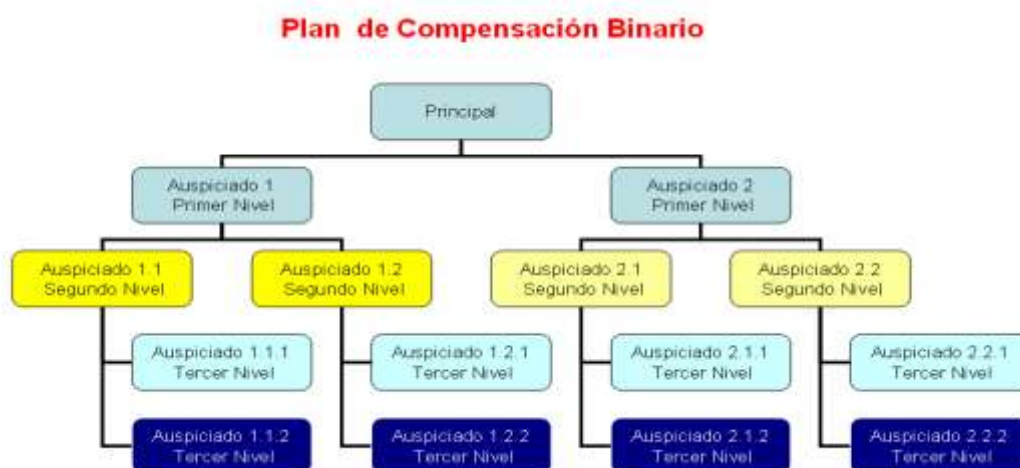 Plan de Compensación Binario
Principal
Auspiciado 1
Primer Nivel
Auspiciado 2
Primer Nivel
Auspiciado 1.1
Segundo Nivel
Auspiciado 1.2
Segundo Nivel
Auspiciado 2.1
Segundo Nivel
Auspiciado 2.2
Segundo Nivel
Auspiciado 1.1.1
Tercer Nivel
Auspiciado 1.2.1
Tercer Nivel
Auspiciado 2.1.1
Tercer Nivel
Auspiciado 2.2.1
Tercer Nivel
Auspiciado 1.1.2
Tercer Nivel
Auspiciado 1.2.2
Tercer Nivel
Auspiciado 2.1.2
Tercer Nivel
Auspiciado 2.2.2
Tercer Nivel